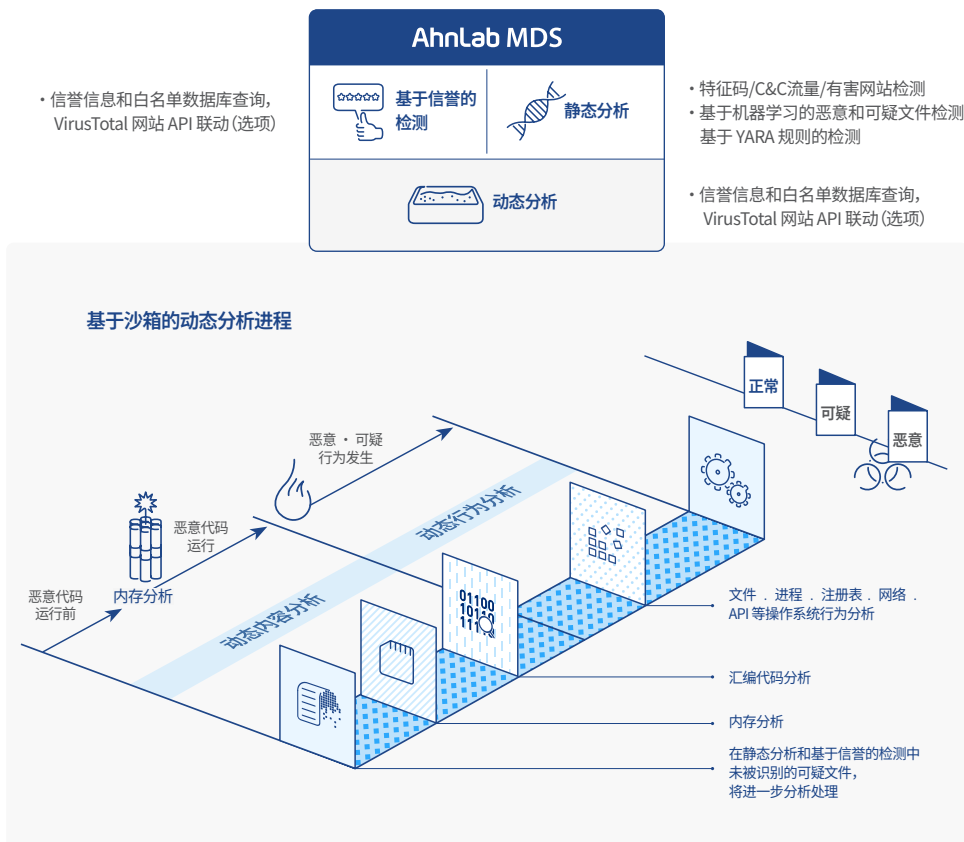 AhnLab MDS
・信誉信息和白名单数据库查询，
VirusTotal 网站 API 联动（选项）
基于信誉的
检测
静态分析
・特征码/C&C流量/有害网站检测
・基于机器学习的恶意和可疑文件检测
基于 YARA 规则的检测
动态分析
・信誉信息和白名单数据库查询，
VirusTotal 网站 API 联动（选项）
基于沙箱的动态分析进程
正常
可疑
恶意
恶意 · 可疑
行为发生
恶意代码
运行
恶意代码
运行前
内存分析
动态行为分析
动态内容分析
01100
10110
111
文件 . 进程 . 注册表 . 网络 .
API 等操作系统行为分析
汇编代码分析
内存分析
在静态分析和基于信誉的检测中
未被识别的可疑文件，
将进一步分析处理